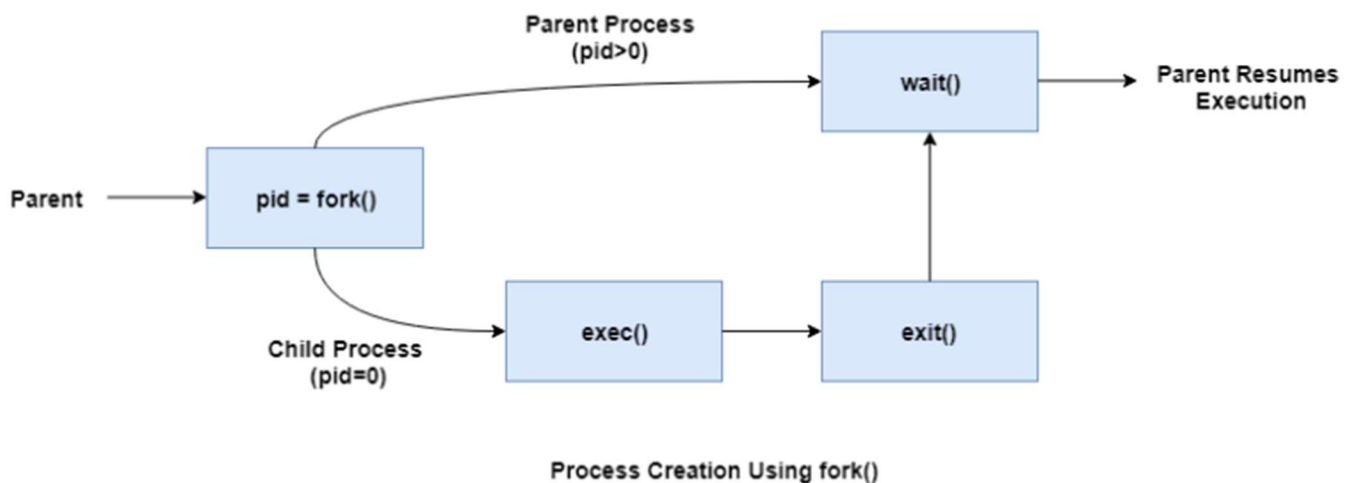 Parent Process
(pid>0)
wait()
Parent Resumes
Execution
Parent
pid = fork()
exec()
exit()
Child Process
(pid=0)
Process Creation Using fork()